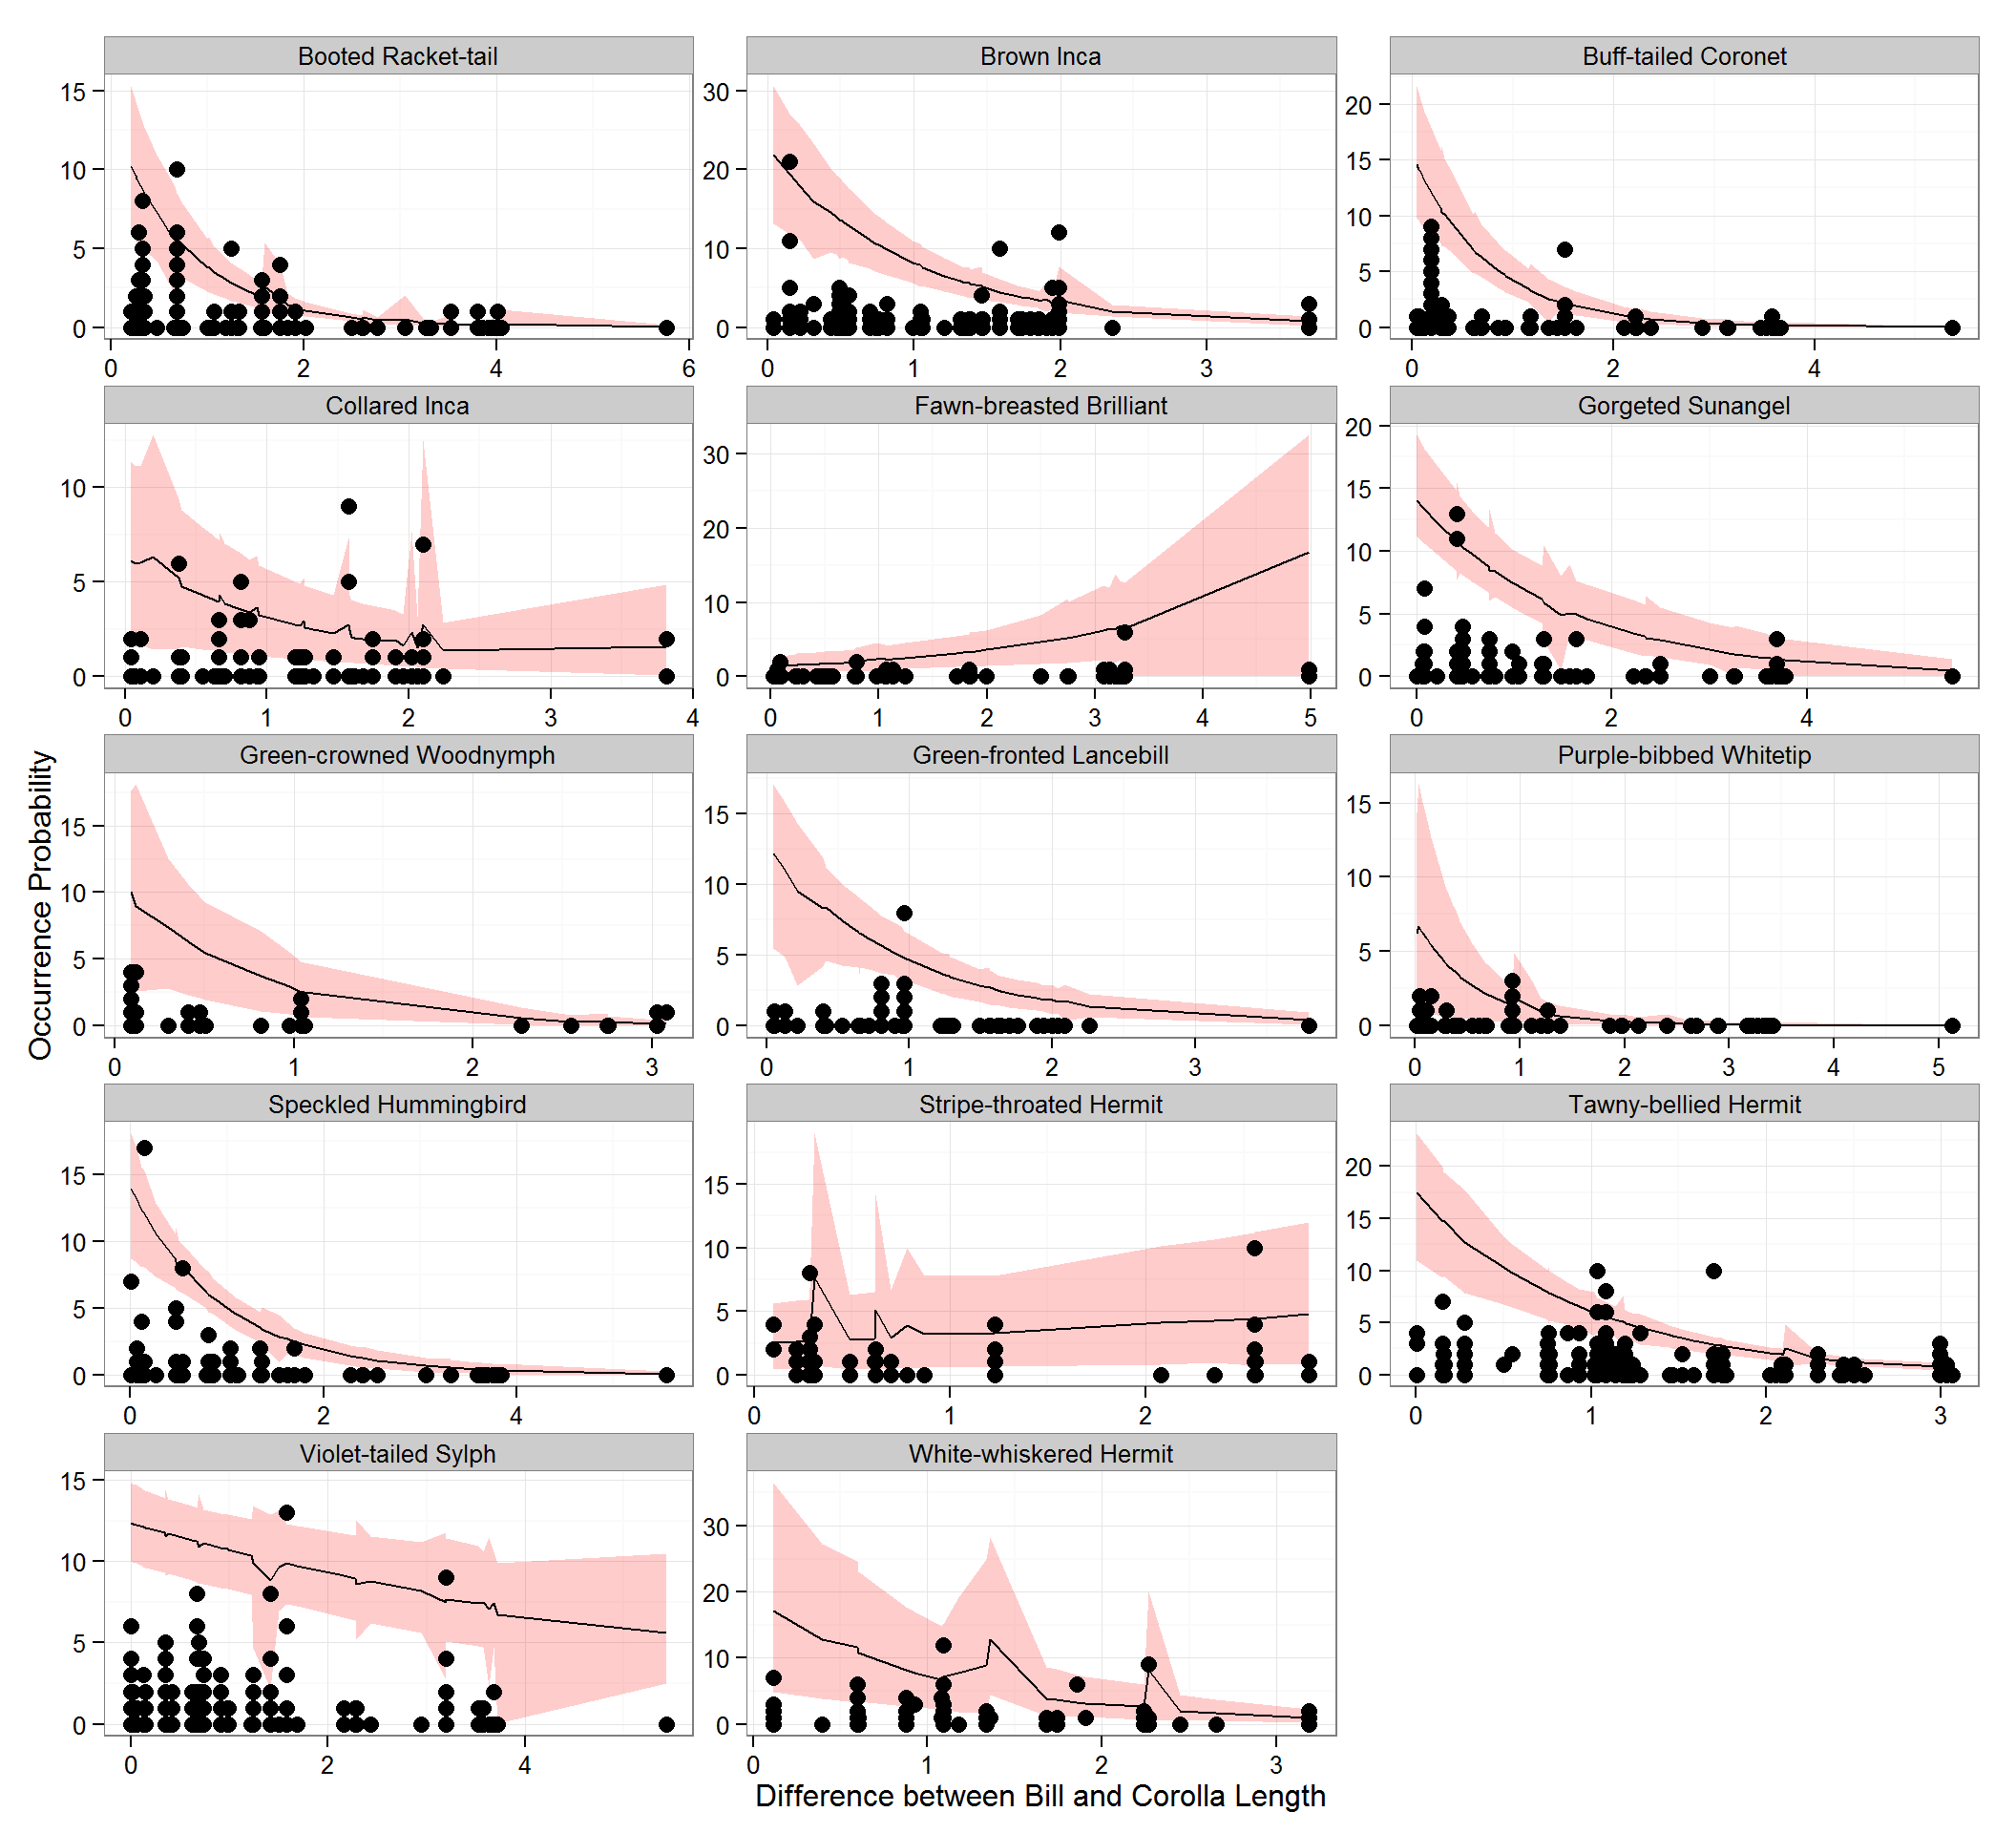 Booted Racket-tail
Brown Inca
Buff-tailed Coronet
15
10
5
0
0 2 4 6
30
20
10
0
0 1 2 3
20
15
10
5
0
0 2 4
Collared Inca
Fawn-breasted Brilliant
Gorgeted Sunangel
10
5
0
0 1 2 3 4
30
20
10
0
0 1 2 3 4 5
20
15
10
5
0
0 2 4
Occurrence Probability
Green-crowned Woodnymph
Green-fronted Lancebill
Purple-bibbed Whitetip
15
10
5
0
0 1 2 3
15
10
5
0
0 1 2 3
15
10
5
0
0 1 2 3 4 5
Speckled Hummingbird
Stripe-throated Hermit
Tawny-bellied Hermit
15
10
5
0
0 2 4
15
10
5
0
0 1 2
20
15
10
5
0
0 1 2 3
Violet-tailed Sylph
White-whiskered Hermit
15
10
5
0
0 2 4
30
20
10
0
0 1 2 3
Difference between Bill and Corolla Length